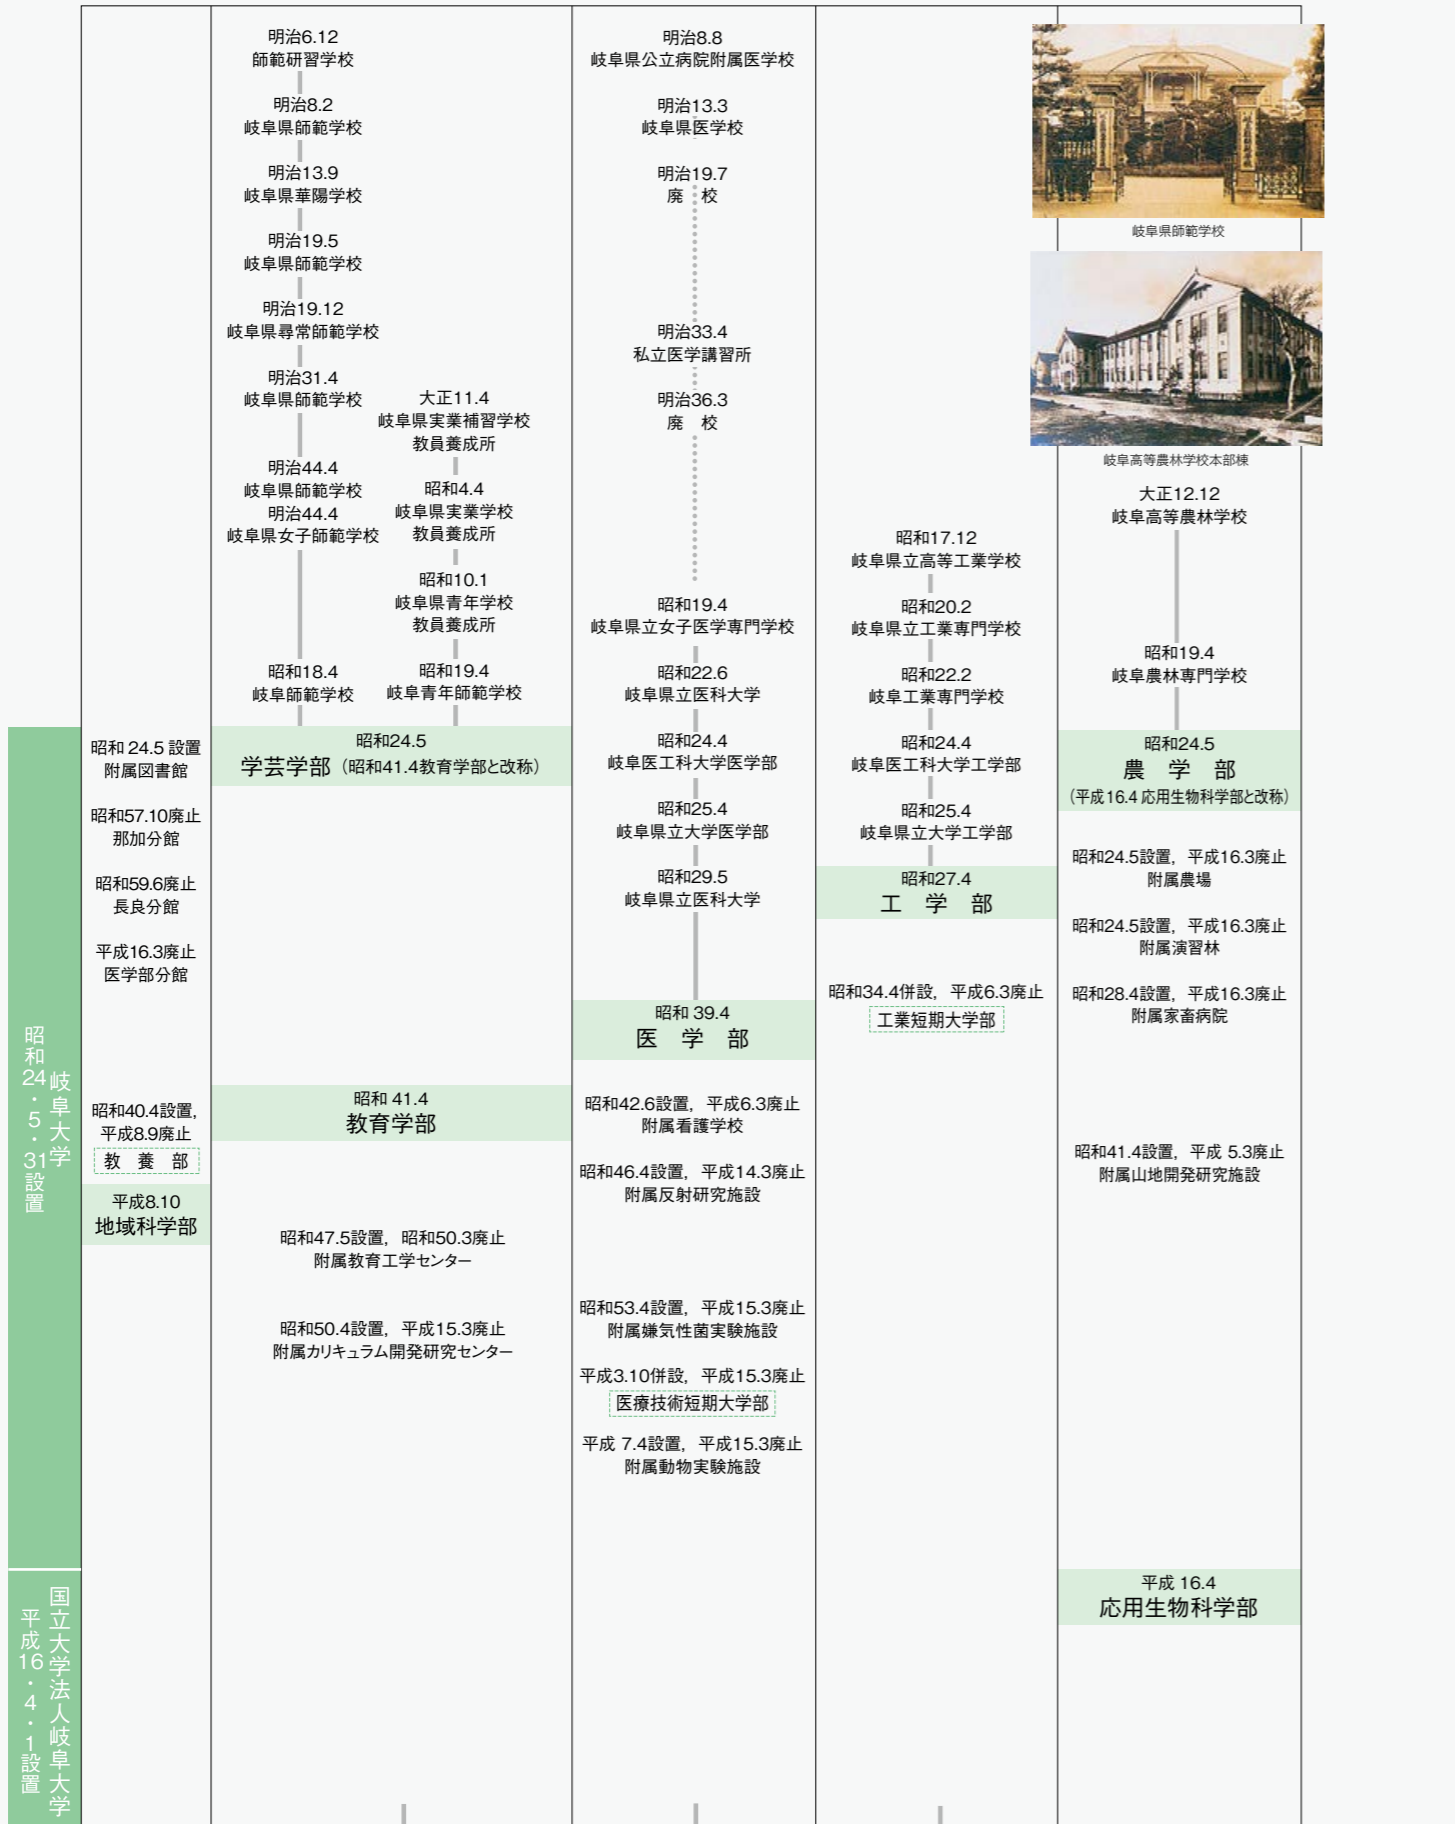 岐阜大学
昭和24・5・31設置
国立大学法人岐阜大学
平成16・4・1設置
昭和 24.5 設置
附属図書館
昭和57.10廃止
那加分館
昭和59.6廃止
長良分館
平成16.3廃止
医学部分館
昭和40.4設置,
平成8.9廃止
教 養 部
平成8.10
地域科学部
明治6.12
師範研習学校
明治8.2
岐阜県師範学校
明治13.9
岐阜県華陽学校
明治19.5
岐阜県師範学校
明治19.12
岐阜県尋常師範学校
明治31.4
岐阜県師範学校
明治44.4
岐阜県師範学校
明治44.4
岐阜県女子師範学校
昭和18.4
岐阜師範学校
大正11.4
岐阜県実業補習学校
教員養成所
昭和4.4
岐阜県実業学校
教員養成所
昭和10.1
岐阜県青年学校
教員養成所
昭和19.4
岐阜青年師範学校
昭和24.5
学芸学部（昭和41.4教育学部と改称）
昭和 41.4
教育学部
昭和47.5設置，昭和50.3廃止
附属教育工学センター
昭和50.4設置，平成15.3廃止
附属カリキュラム開発研究センター
明治8.8
岐阜県公立病院附属医学校
明治13.3
岐阜県医学校
明治19.7
廃 校
明治33.4
私立医学講習所
明治36.3
廃 校
昭和19.4
岐阜県立女子医学専門学校
昭和22.6
岐阜県立医科大学
昭和24.4
岐阜医工科大学医学部
昭和25.4
岐阜県立大学医学部
昭和29.5
岐阜県立医科大学
昭和 39.4
医 学 部
昭和42.6設置，平成6.3廃止
附属看護学校
昭和46.4設置，平成14.3廃止
附属反射研究施設
昭和53.4設置，平成15.3廃止
附属嫌気性菌実験施設
平成3.10併設，平成15.3廃止
医療技術短期大学部
平成 7.4設置，平成15.3廃止
附属動物実験施設
昭和17.12
岐阜県立高等工業学校
昭和20.2
岐阜県立工業専門学校
昭和22.2
岐阜工業専門学校
昭和24.4
岐阜医工科大学工学部
昭和25.4
岐阜県立大学工学部
昭和27.4
工 学 部
昭和34.4併設，平成6.3廃止
工業短期大学部
岐阜県師範学校
岐阜高等農林学校本部棟
大正12.12
岐阜高等農林学校
昭和19.4
岐阜農林専門学校
昭和24.5
農 学 部
（平成16.4 応用生物科学部と改称）
昭和24.5設置，平成16.3廃止
附属農場
昭和24.5設置，平成16.3廃止
附属演習林
昭和28.4設置，平成16.3廃止
附属家畜病院
昭和41.4設置，平成 5.3廃止
附属山地開発研究施設
平成 16.4
応用生物科学部